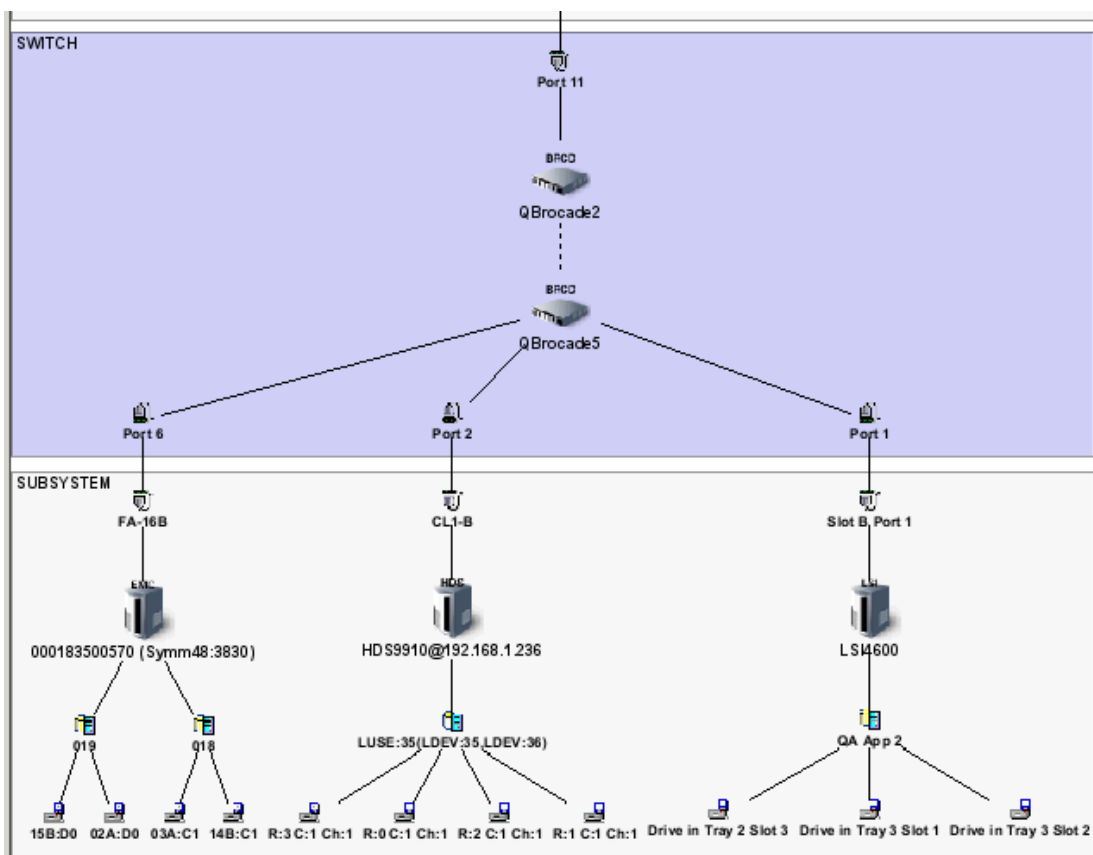 SWITCH
Port 11
BRCD
QBrocade2
BRCD
QBrocade5
Port 6 Port 2 Port 1
SUBSYSTEM
FA-16B CL1-B Slot B, Port 1
EMC HDS LSI
000183500570 (Symm48:3830) HDS9910@192.168.1.236 LSI4600
019 018 LUSE:35(LDEV:35,LDEV:36) QA App 2
15B:D0 02A:D0 03A:C1 14B:C1 R:3 C:1 Ch:1 R:0 C:1 Ch:1 R:2 C:1 Ch:1 R:1 C:1 Ch:1 Drive in Tray 2 Slot 3 Drive in Tray 3 Slot 1 Drive in Tray 3 Slot 2